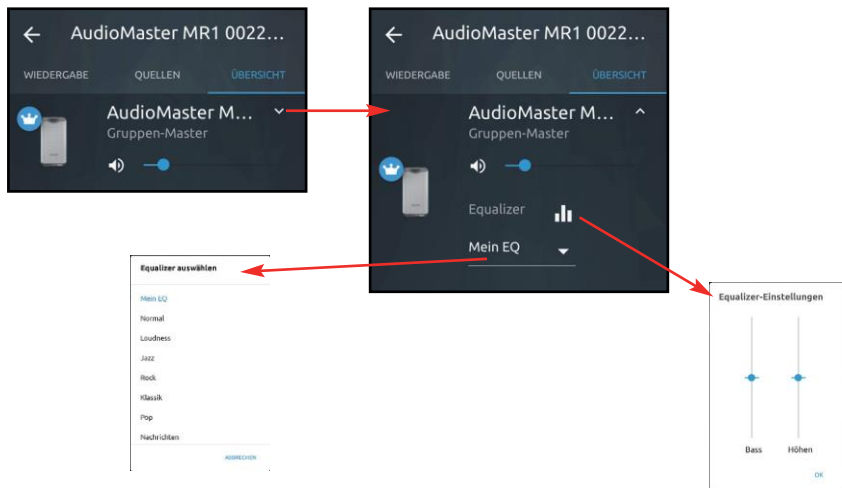 AudioMaster MR1 0022...
WIEDERGABE QUELLEN ÜBERSICHT
AudioMaster M...
Gruppen-Master
AudioMaster MR1 0022...
WIEDERGABE QUELLEN ÜBERSICHT
AudioMaster M...
Gruppen-Master
Equalizer
Mein EQ
Equalizer auswählen
Mein EQ
Normal
Loudness
Jazz
Rock
Klassik
Pop
Nachrichten
ABBRECHEN
Equalizer-Einstellungen
Bass Höhen
OK